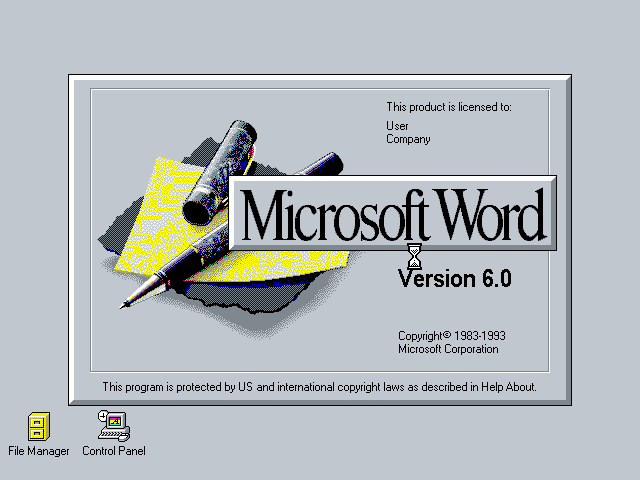 This product is licensed to:
User
Company
Microsoft Word
Version 6.0
Copyright© 1983-1993
Microsoft Corporation
This program is protected by US and international copyright laws as described in Help About.
File Manager
Control Panel